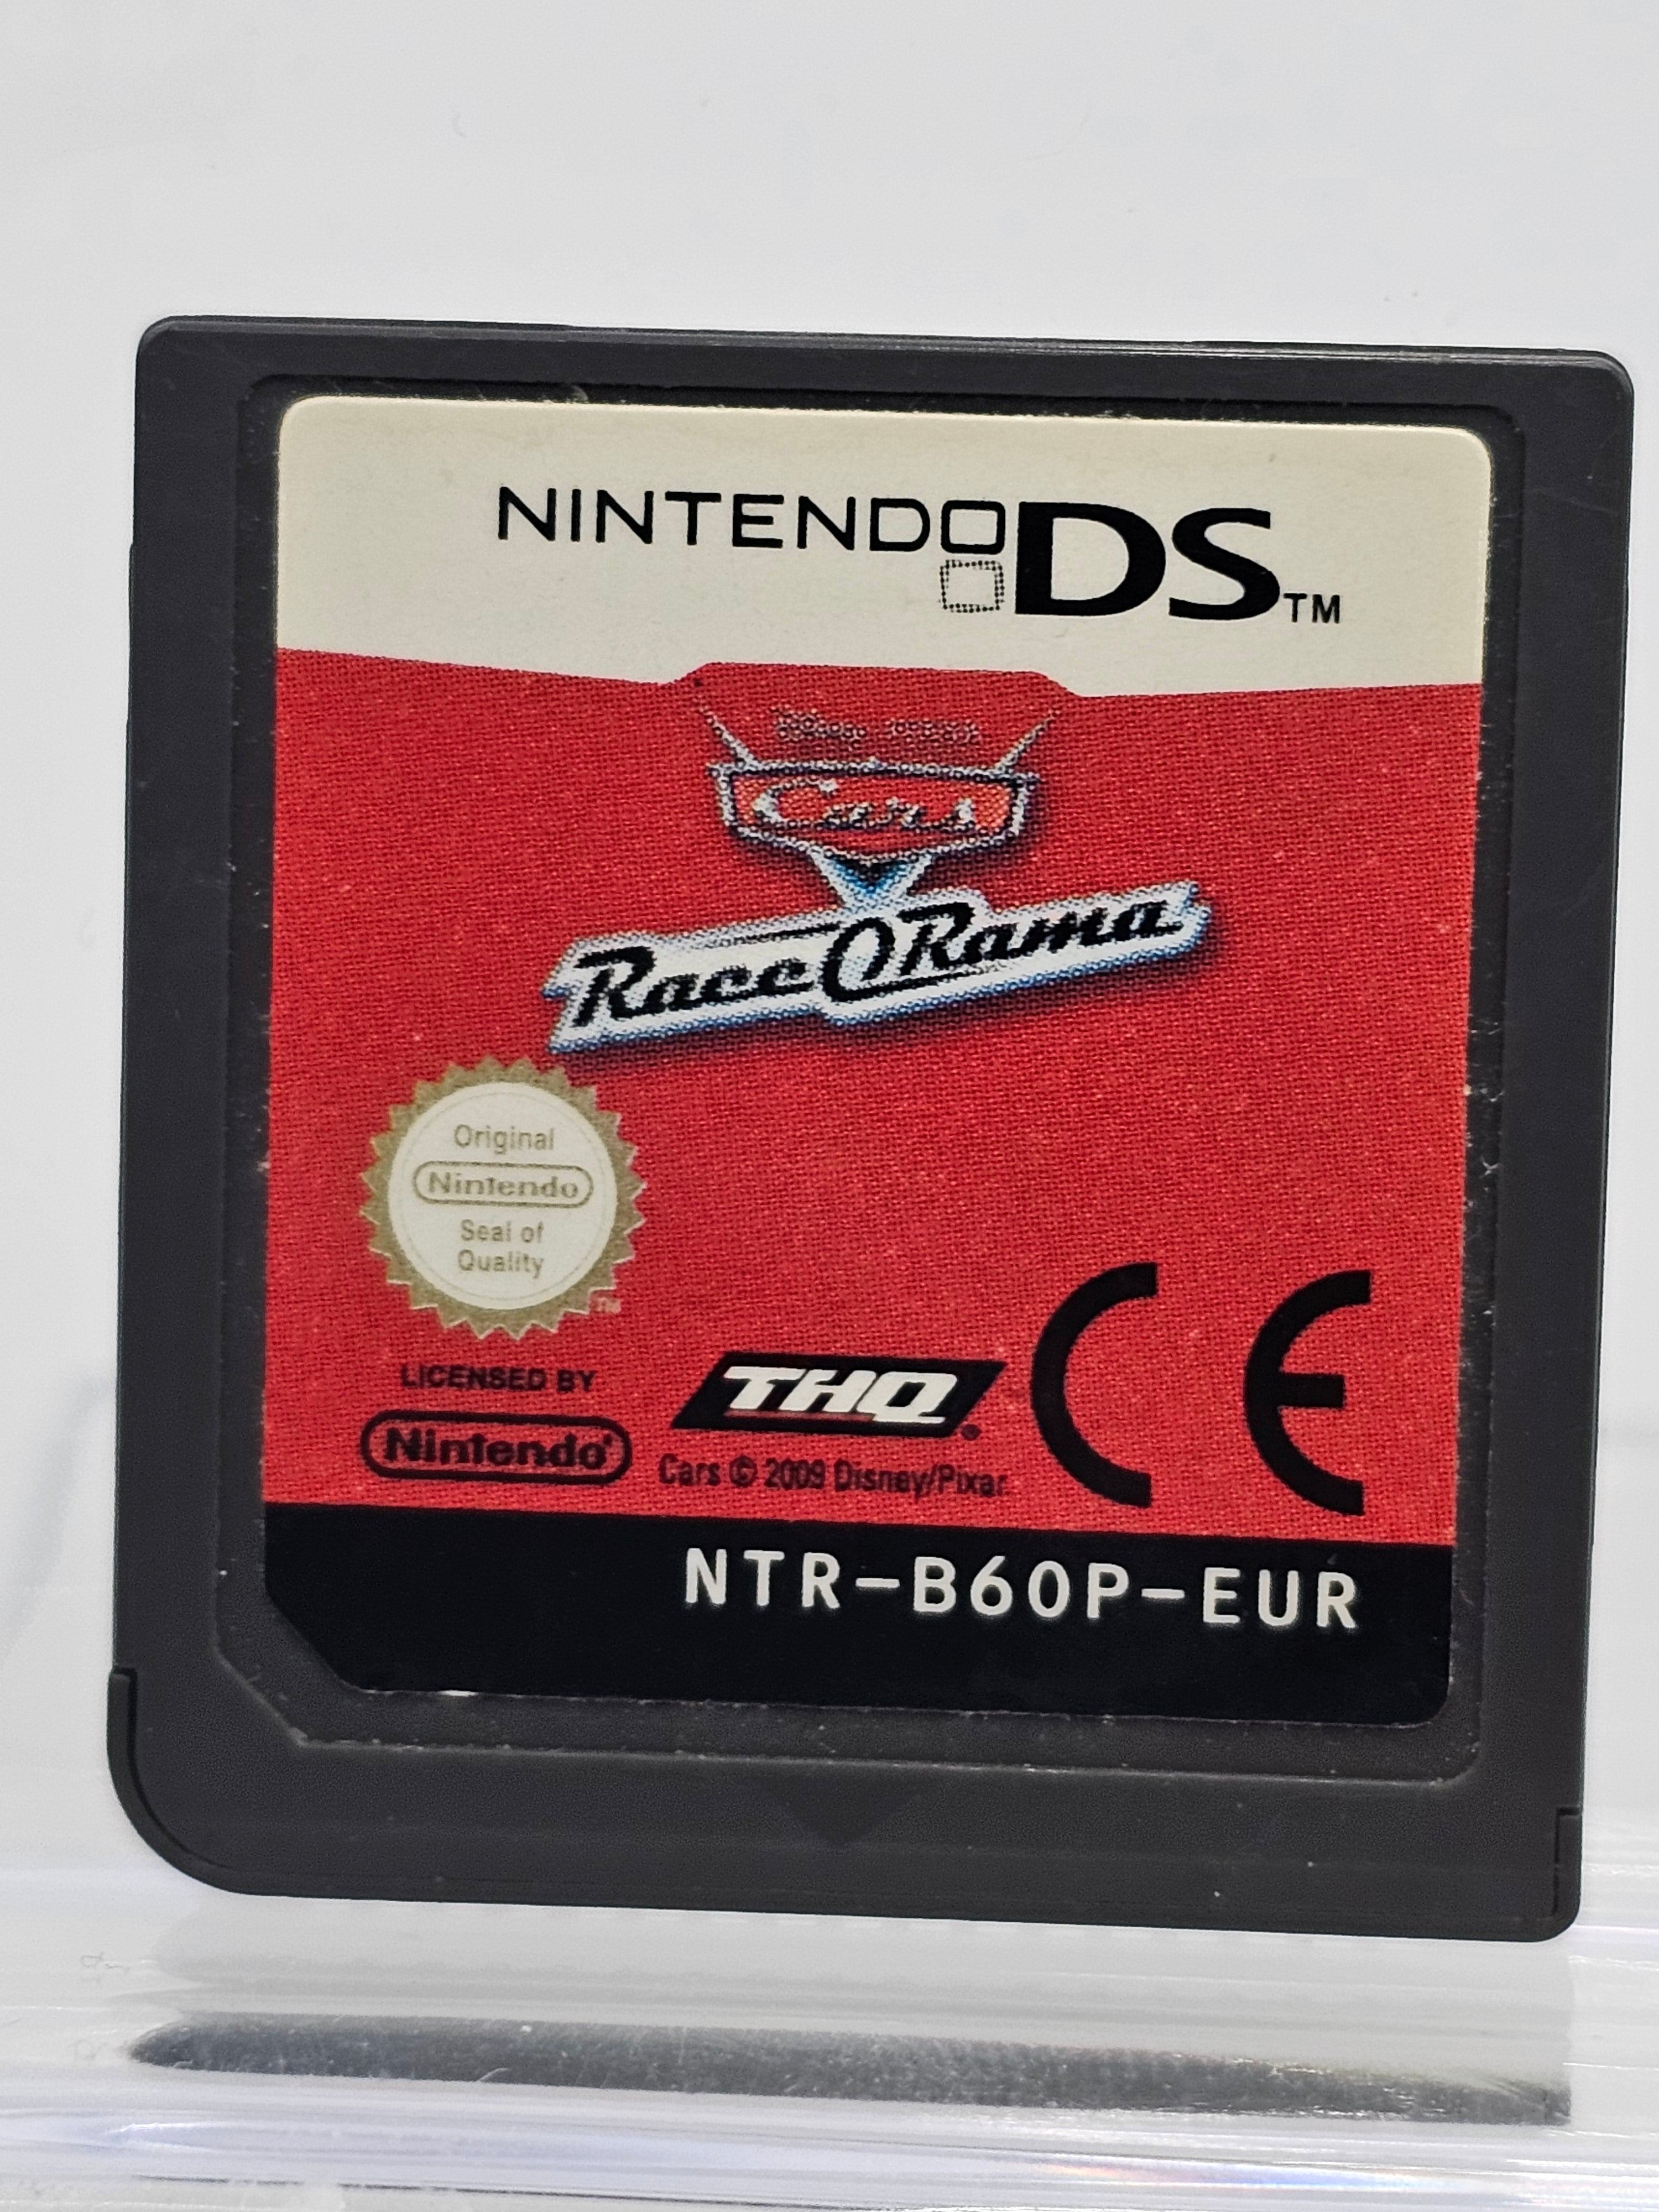 NINTENDO DS™
Cars
Race O Rama
Original
Nintendo
Seal of
Quality
TM
LICENSED BY
Nintendo®
THQ®
Cars © 2009 Disney/Pixar.
CE
NTR-B60P-EUR